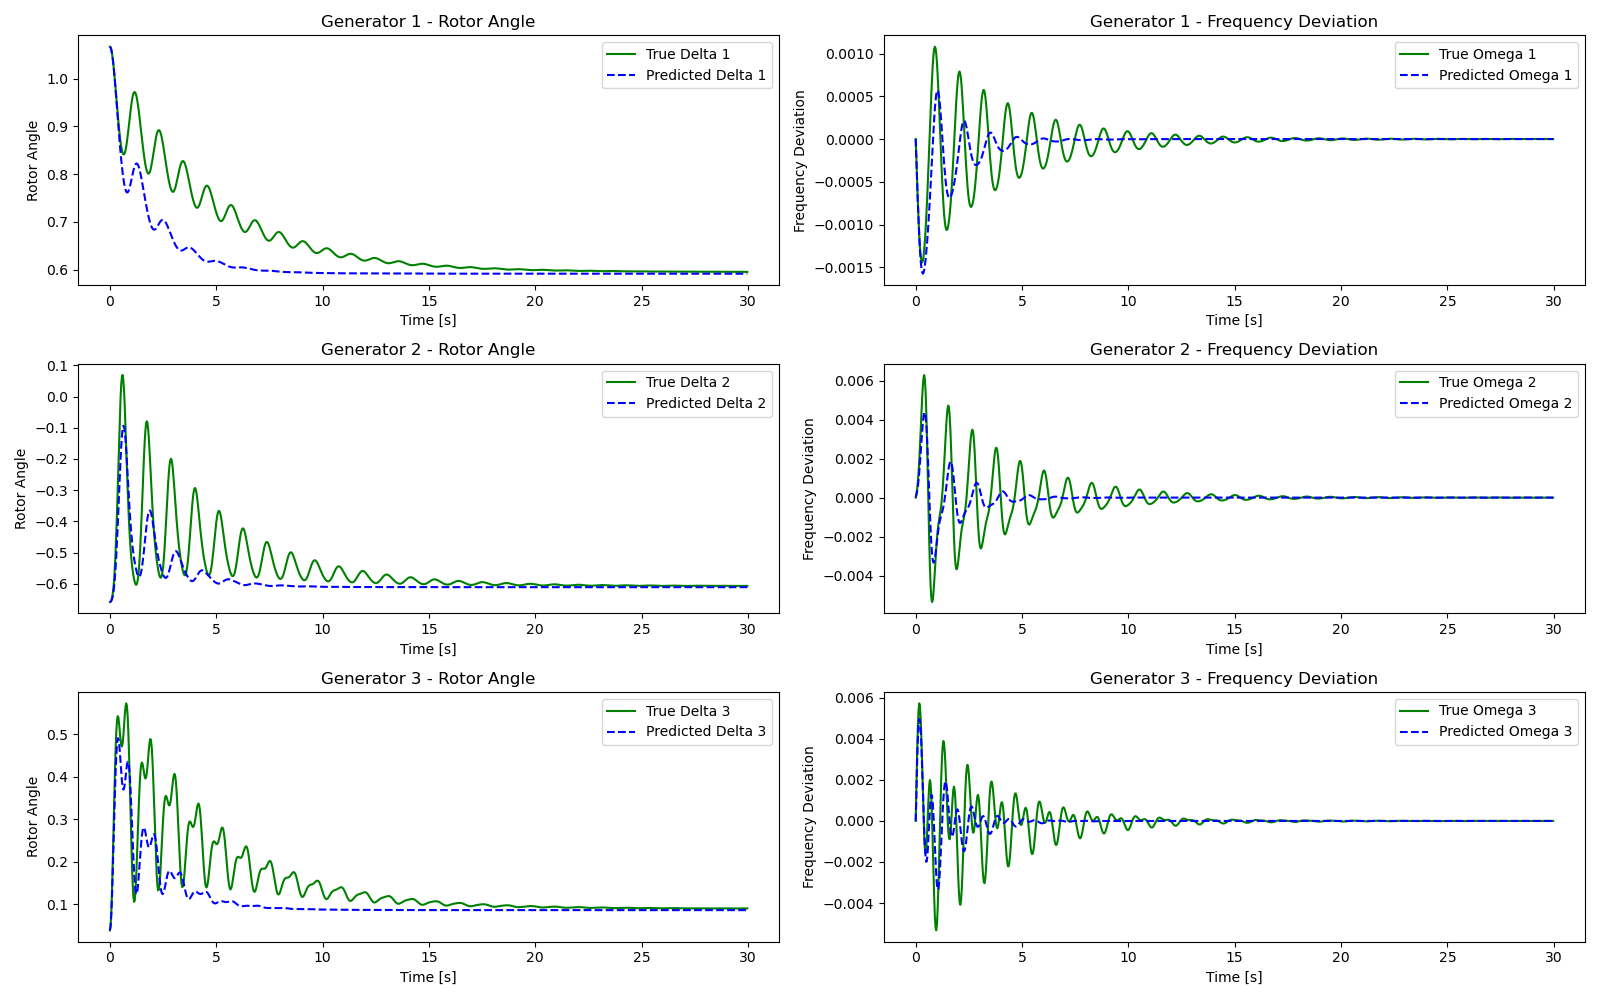 Generator 1 - Rotor Angle
True Delta 1
Predicted Delta 1
Rotor Angle
1.0
0.9
0.8
0.7
0.6
0 5 10 15 20 25 30
Time [s]
Generator 1 - Frequency Deviation
True Omega 1
Predicted Omega 1
Frequency Deviation
0.0010
0.0005
0.0000
−0.0005
−0.0010
−0.0015
0 5 10 15 20 25 30
Time [s]
Generator 2 - Rotor Angle
True Delta 2
Predicted Delta 2
Rotor Angle
0.1
0.0
−0.1
−0.2
−0.3
−0.4
−0.5
−0.6
0 5 10 15 20 25 30
Time [s]
Generator 2 - Frequency Deviation
True Omega 2
Predicted Omega 2
Frequency Deviation
0.006
0.004
0.002
0.000
−0.002
−0.004
0 5 10 15 20 25 30
Time [s]
Generator 3 - Rotor Angle
True Delta 3
Predicted Delta 3
Rotor Angle
0.5
0.4
0.3
0.2
0.1
0 5 10 15 20 25 30
Time [s]
Generator 3 - Frequency Deviation
True Omega 3
Predicted Omega 3
Frequency Deviation
0.006
0.004
0.002
0.000
−0.002
−0.004
0 5 10 15 20 25 30
Time [s]